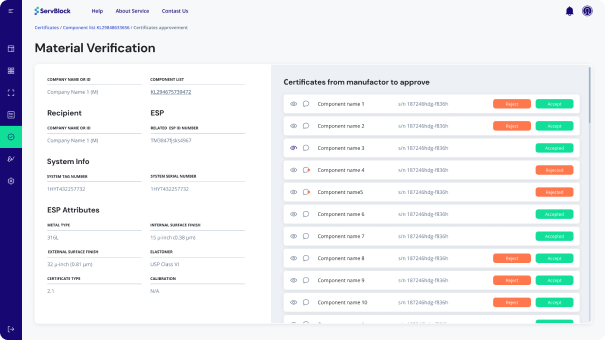 ServBlock Help About Service Contact Us
Certificates / Component list KL29848633656 / Certificates approvement
Material Verification
COMPANY NAME OR ID COMPONENT LIST
Company Name 1 (M) KL294675738472
Recipient ESP
COMPANY NAME OR ID RELATED ESP ID NUMBER
Company Name 1 (M) TM3847fjsks4967
System Info
SYSTEM TAG NUMBER SYSTEM SERIAL NUMBER
1HYT432257732 1HYT432257732
ESP Attributes
METAL TYPE INTERNAL SURFACE FINISH
316L 15 µ-inch (0.38 µm)
EXTERNAL SURFACE FINISH ELASTOMER
32 µ-inch (0.81 µm) USP Class VI
CERTIFICATE TYPE CALIBRATION
2.1 N/A
Certificates from manufactor to approve
Component name 1 s/n 187246hdg-f836h Reject Accept
Component name 2 s/n 187246hdg-f836h Reject Accept
Component name 3 s/n 187246hdg-f836h Accepted
Component name 4 s/n 187246hdg-f836h Rejected
Component name5 s/n 187246hdg-f836h Rejected
Component name 6 s/n 187246hdg-f836h Accepted
Component name 7 s/n 187246hdg-f836h Accepted
Component name 8 s/n 187246hdg-f836h Reject Accept
Component name 9 s/n 187246hdg-f836h Reject Accept
Component name 10 s/n 187246hdg-f836h Reject Accept